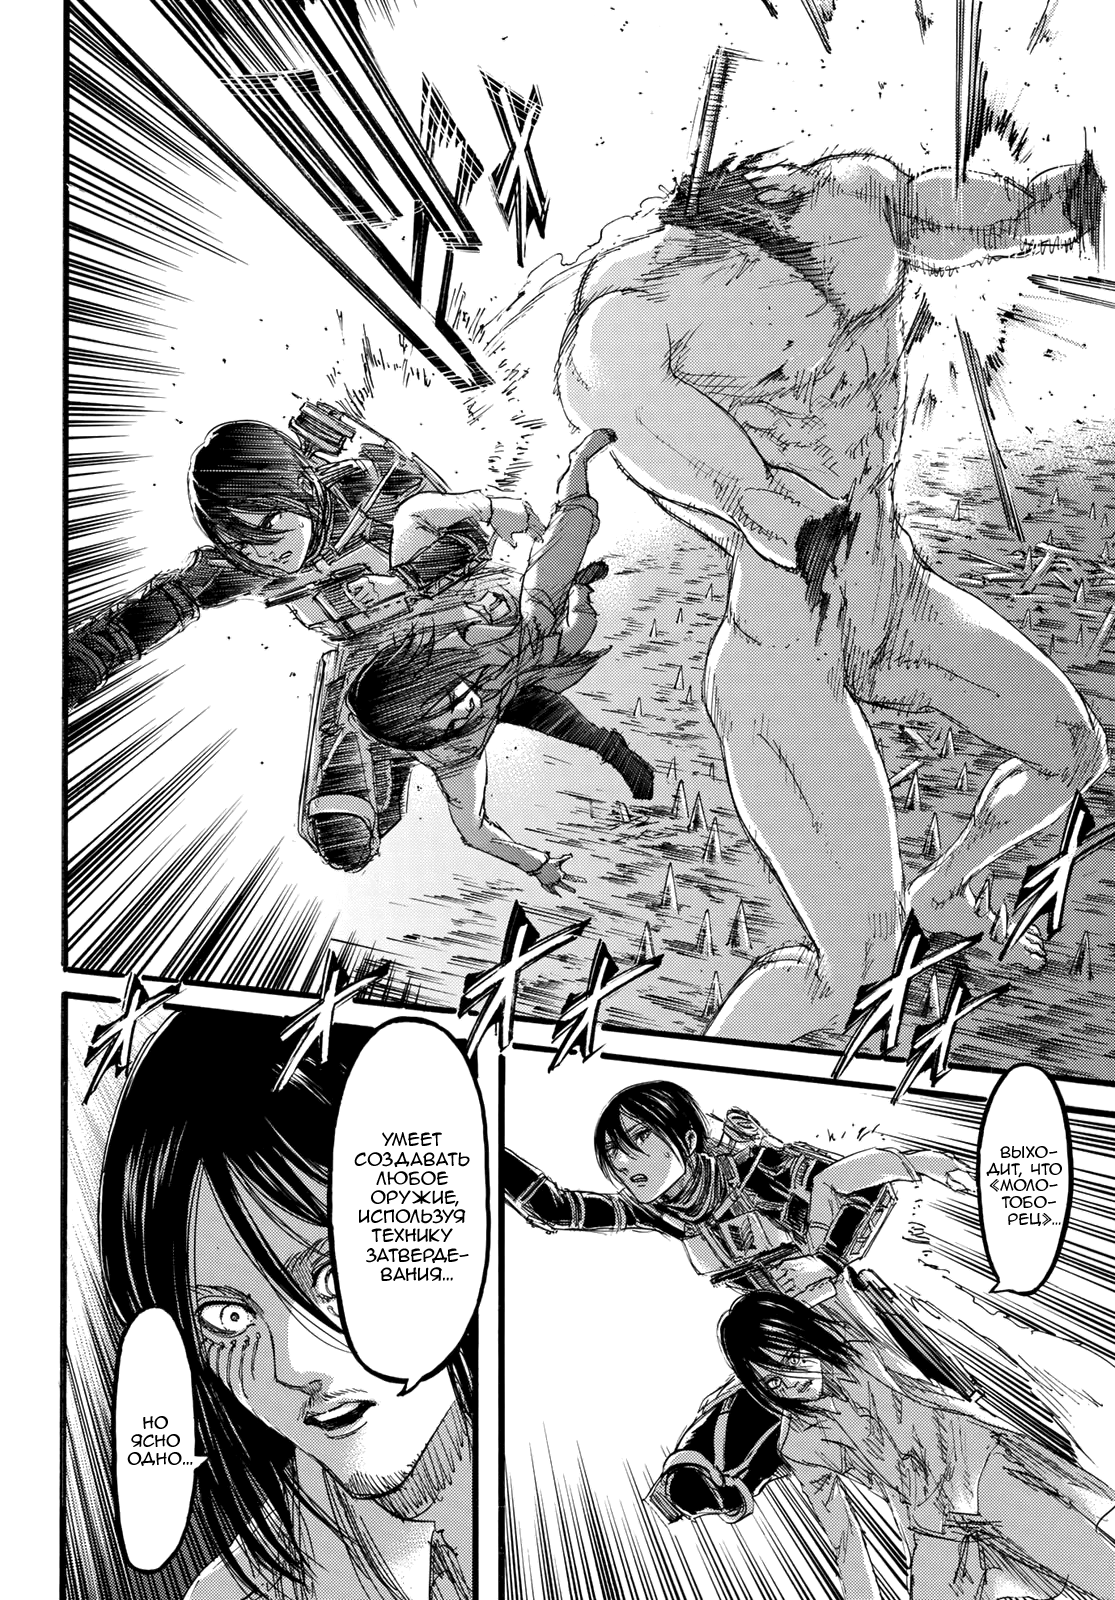 ВЫХО-
ДИТ, ЧТО
«МОЛО-
ТОБО-
РЕЦ»...
УМЕЕТ
СОЗДАВАТЬ
ЛЮБОЕ
ОРУЖИЕ,
ИСПОЛЬЗУЯ
ТЕХНИКУ
ЗАТВЕРДЕ-
ВАНИЯ...
НО
ЯСНО
ОДНО...